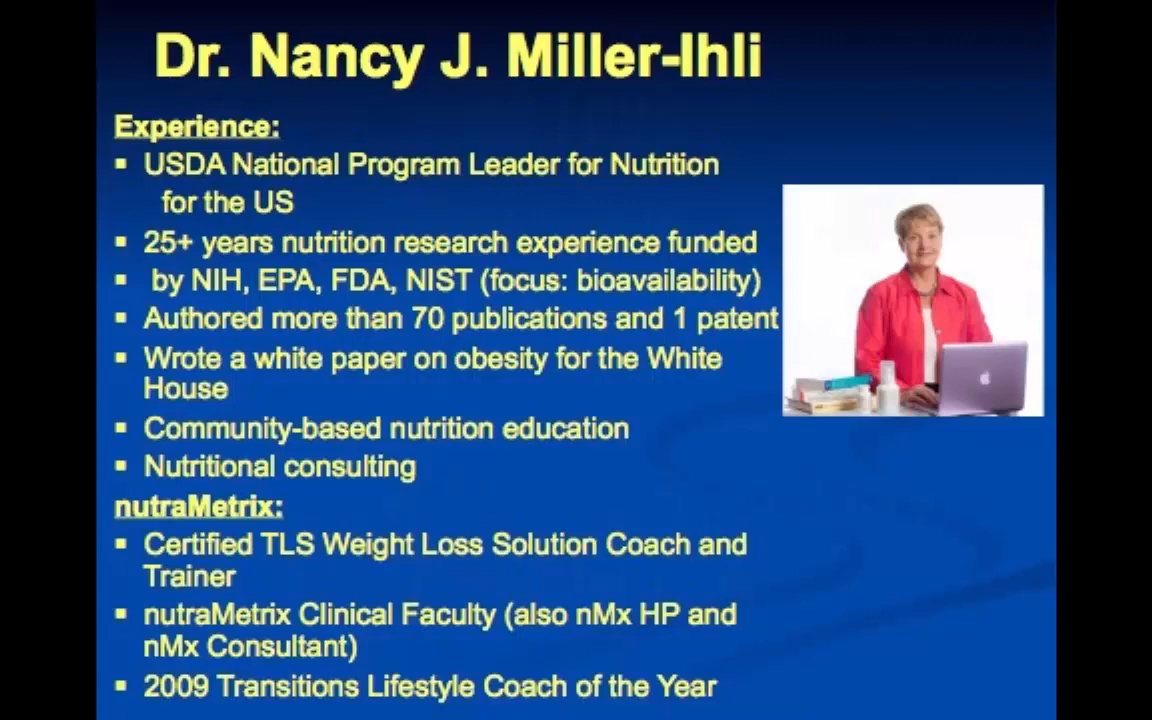 Dr. Nancy J. Miller-Ihli
Experience:
▪ USDA National Program Leader for Nutrition
for the US
▪ 25+ years nutrition research experience funded
▪ by NIH, EPA, FDA, NIST (focus: bioavailability)
▪ Authored more than 70 publications and 1 patent
▪ Wrote a white paper on obesity for the White
House
▪ Community-based nutrition education
▪ Nutritional consulting
nutraMetrix:
▪ Certified TLS Weight Loss Solution Coach and
Trainer
▪ nutraMetrix Clinical Faculty (also nMx HP and
nMx Consultant)
▪ 2009 Transitions Lifestyle Coach of the Year